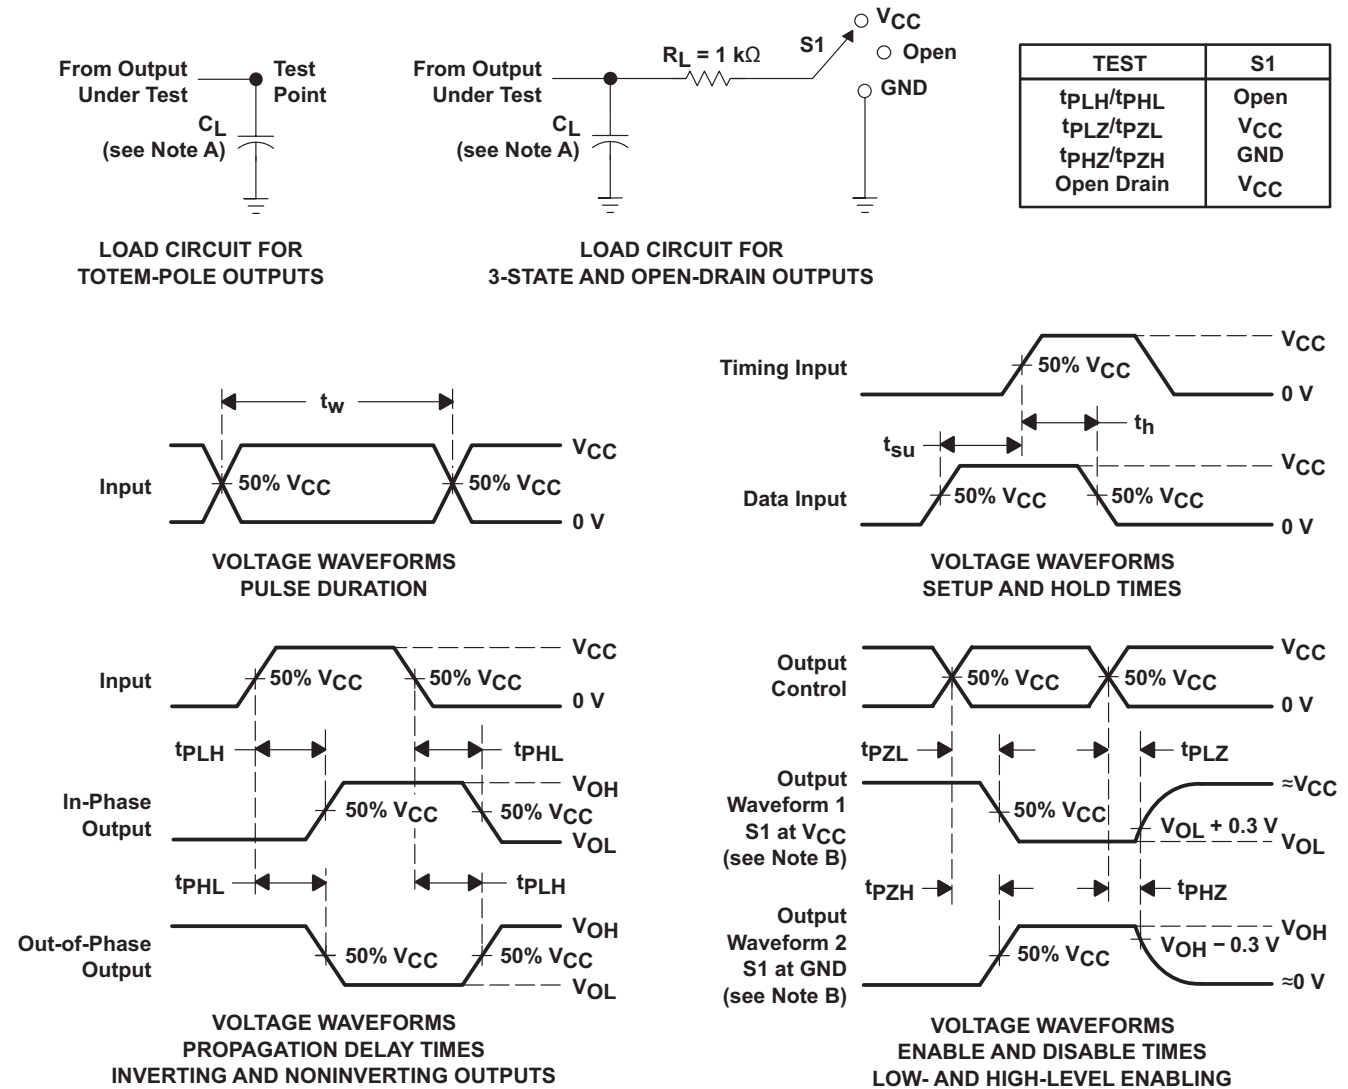 From Output
Under Test
Test
Point
CL
(see Note A)
LOAD CIRCUIT FOR
TOTEM-POLE OUTPUTS
From Output
Under Test
RL = 1 kΩ
S1
VCC
Open
GND
CL
(see Note A)
LOAD CIRCUIT FOR
3-STATE AND OPEN-DRAIN OUTPUTS
TEST S1
tPLH/tPHL Open
tPLZ/tPZL VCC
tPHZ/tPZH GND
Open Drain VCC
tw
Input
50% VCC
50% VCC
VCC
0 V
VOLTAGE WAVEFORMS
PULSE DURATION
Timing Input
50% VCC
VCC
0 V
th
tsu
Data Input
50% VCC
50% VCC
VCC
0 V
VOLTAGE WAVEFORMS
SETUP AND HOLD TIMES
Input
50% VCC
50% VCC
VCC
0 V
tPLH
tPHL
In-Phase
Output
50% VCC
50% VCC
VOH
VOL
tPHL
tPLH
Out-of-Phase
Output
50% VCC
50% VCC
VOH
VOL
VOLTAGE WAVEFORMS
PROPAGATION DELAY TIMES
INVERTING AND NONINVERTING OUTPUTS
Output
Control
50% VCC
50% VCC
VCC
0 V
tPZL
tPLZ
Output
Waveform 1
S1 at VCC
(see Note B)
50% VCC
VOL + 0.3 V
≈VCC
VOL
tPZH
tPHZ
Output
Waveform 2
S1 at GND
(see Note B)
50% VCC
VOH − 0.3 V
VOH
≈0 V
VOLTAGE WAVEFORMS
ENABLE AND DISABLE TIMES
LOW- AND HIGH-LEVEL ENABLING